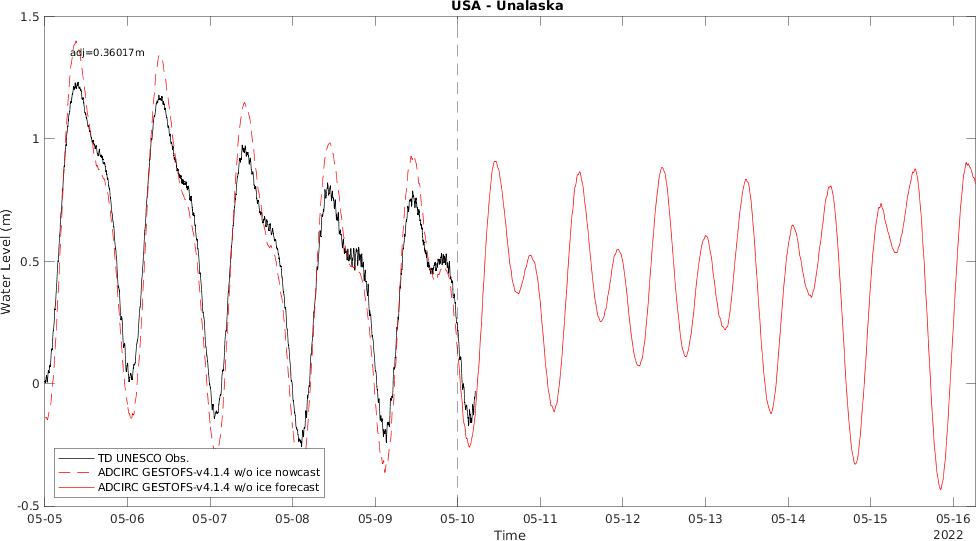 USA - Unalaska
1.5
adj=0.36017m
1
0.5
0
-0.5
Water Level (m)
TD UNESCO Obs.
ADCIRC GESTOFS-v4.1.4 w/o ice nowcast
ADCIRC GESTOFS-v4.1.4 w/o ice forecast
05-05 05-06 05-07 05-08 05-09 05-10 05-11 05-12 05-13 05-14 05-15 05-16
Time
2022